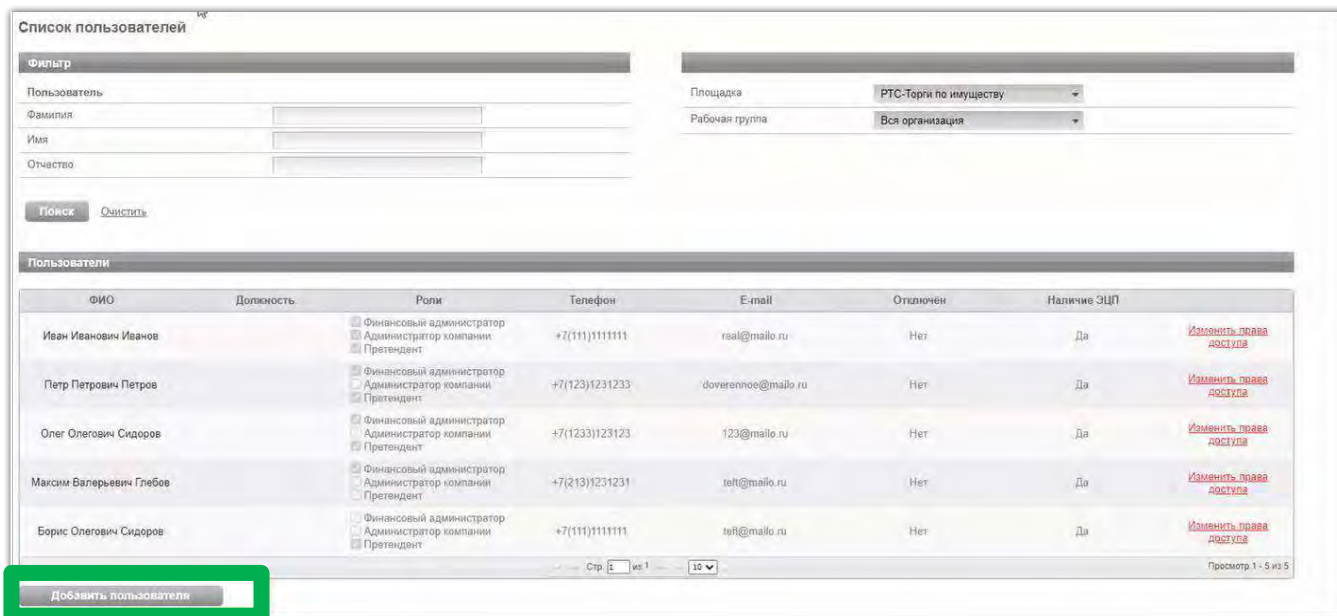 Список пользователей
Фильтр
Пользователь
Фамилия
Имя
Отчество
Площадка РТС-Торги по имуществу
Рабочая группа Вся организация
Поиск Очистить
Пользователи
ФИО Должность Роли Телефон E-mail Отключен Наличие ЭЦП
Финансовый администратор
Иван Иванович Иванов Администратор компании +7(111)1111111 real@mailo.ru Нет Да Изменить права доступа
Претендент
Финансовый администратор
Петр Петрович Петров Администратор компании +7(123)1231233 doverennoe@mailo.ru Нет Да Изменить права доступа
Претендент
Финансовый администратор
Олег Олегович Сидоров Администратор компании +7(1233)123123 123@mailo.ru Нет Да Изменить права доступа
Претендент
Финансовый администратор
Максим Валерьевич Глебов Администратор компании +7(213)1231231 teft@mailo.ru Нет Да Изменить права доступа
Претендент
Финансовый администратор
Борис Олегович Сидоров Администратор компании +7(111)1111111 teft@mailo.ru Нет Да Изменить права доступа
Претендент
Стр. 1 из 1 10 Просмотр 1 - 5 из 5
Добавить пользователя